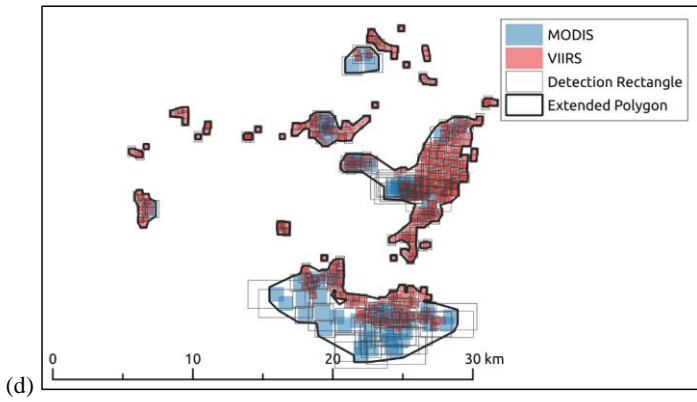 MODIS
VIIRS
Detection Rectangle
Extended Polygon
0 10 20 30 km
(d)